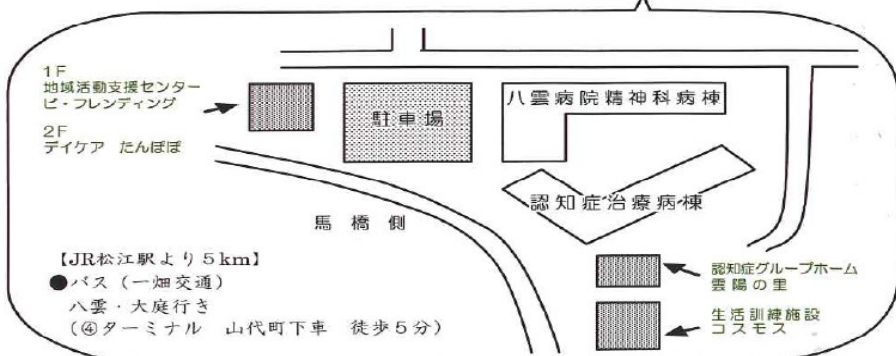 1F
地域活動支援センター
ビ・フレンディング
2F
デイケア たんぽぽ
駐車場
八雲病院精神科病棟
認知症治療病棟
馬橋側
【JR松江駅より5km】
●バス（一畑交通）
八雲・大庭行き
（④ターミナル 山代町下車 徒歩5分）
認知症グループホーム
雲陽の里
生活訓練施設
コスモス